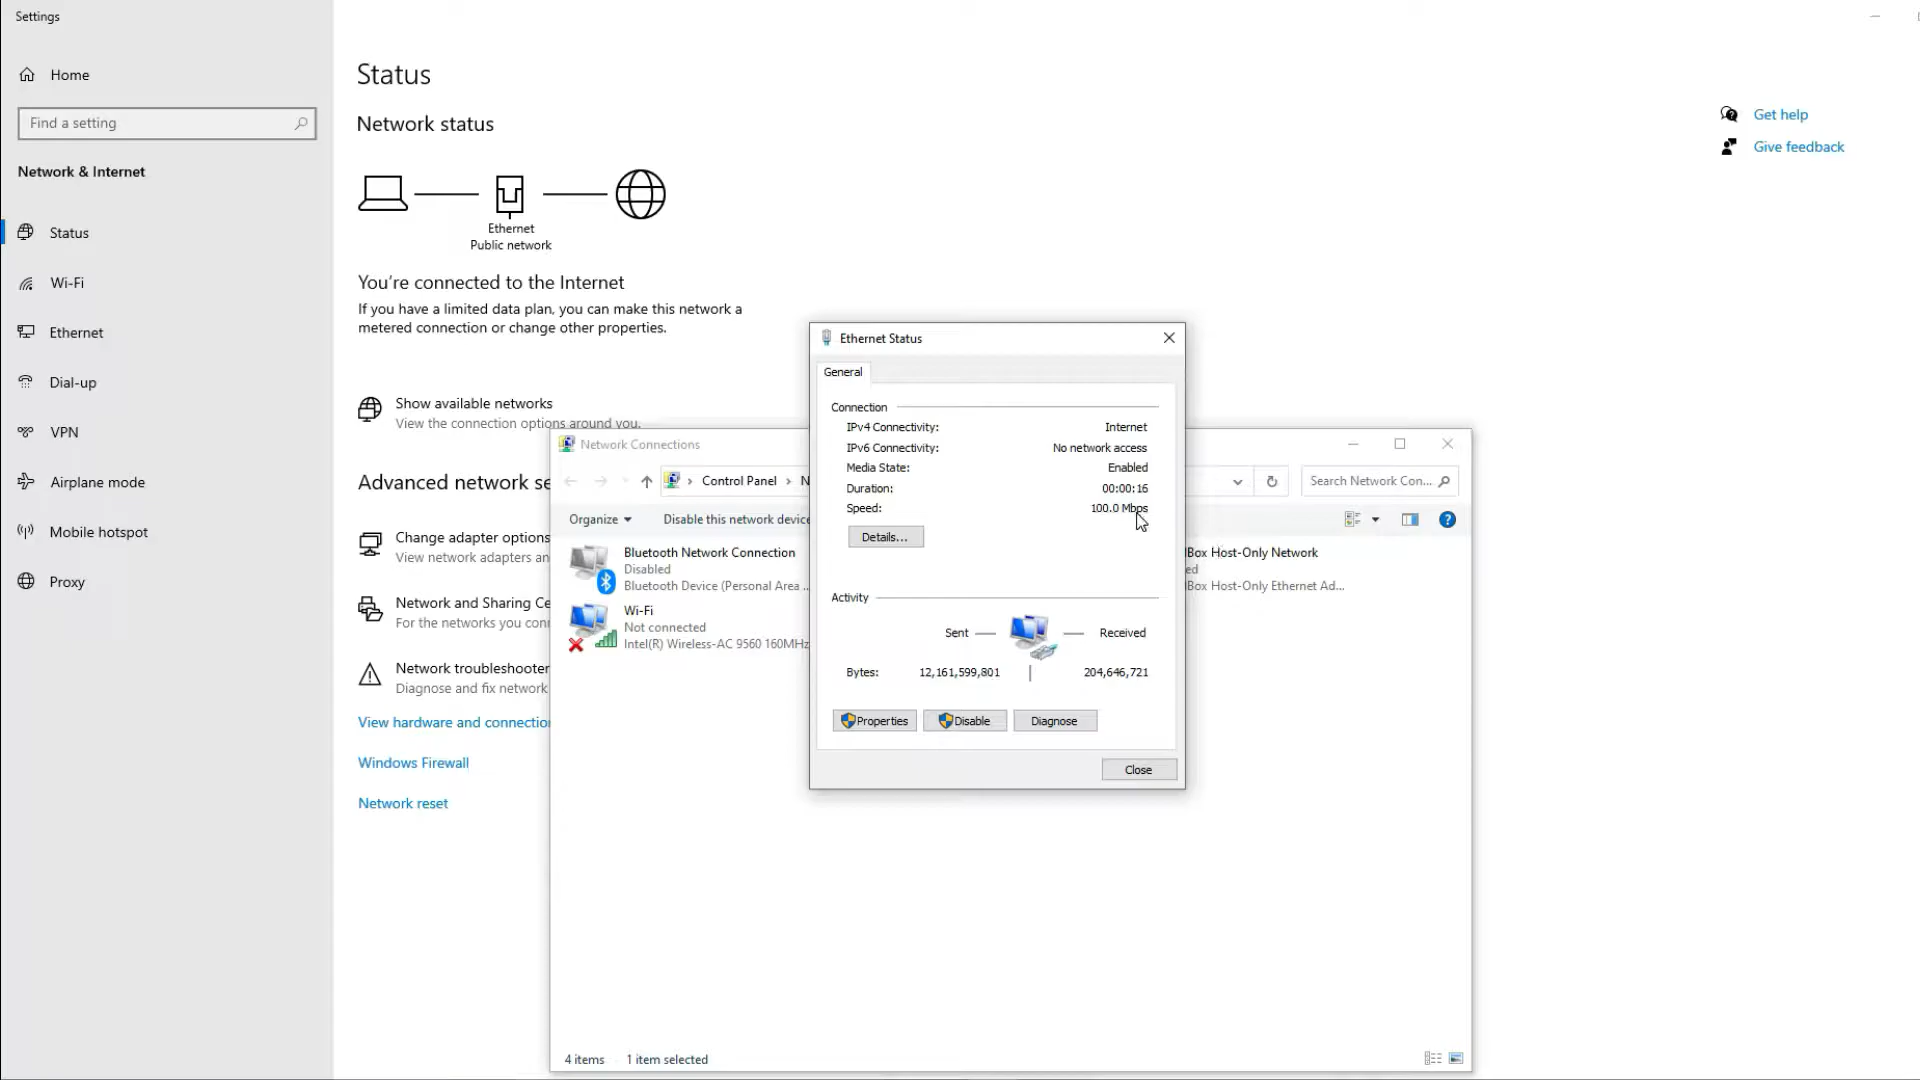 Settings
Home
Find a setting
Network & Internet
Status
Wi-Fi
Ethernet
Dial-up
VPN
Airplane mode
Mobile hotspot
Proxy
Status
Network status
Ethernet
Public network
You're connected to the Internet
If you have a limited data plan, you can make this network a
metered connection or change other properties.
Show available networks
View the connection options around you.
Advanced network se
Change adapter options
View network adapters an
Network and Sharing Ce
For the networks you con
Network troubleshooter
Diagnose and fix network
View hardware and connection
Windows Firewall
Network reset
Get help
Give feedback
Network Connections
Control Panel
N
Search Network Con...
Organize
Disable this network device
Bluetooth Network Connection
Disabled
Bluetooth Device (Personal Area ...
Wi-Fi
Not connected
Intel(R) Wireless-AC 9560 160MHz
Box Host-Only Network
ed
Box Host-Only Ethernet Ad...
4 items
1 item selected
Ethernet Status
General
Connection
IPv4 Connectivity: Internet
IPv6 Connectivity: No network access
Media State: Enabled
Duration: 00:00:16
Speed: 100.0 Mbps
Details...
Activity
Sent
Received
Bytes: 12,161,599,801 204,646,721
Properties
Disable
Diagnose
Close